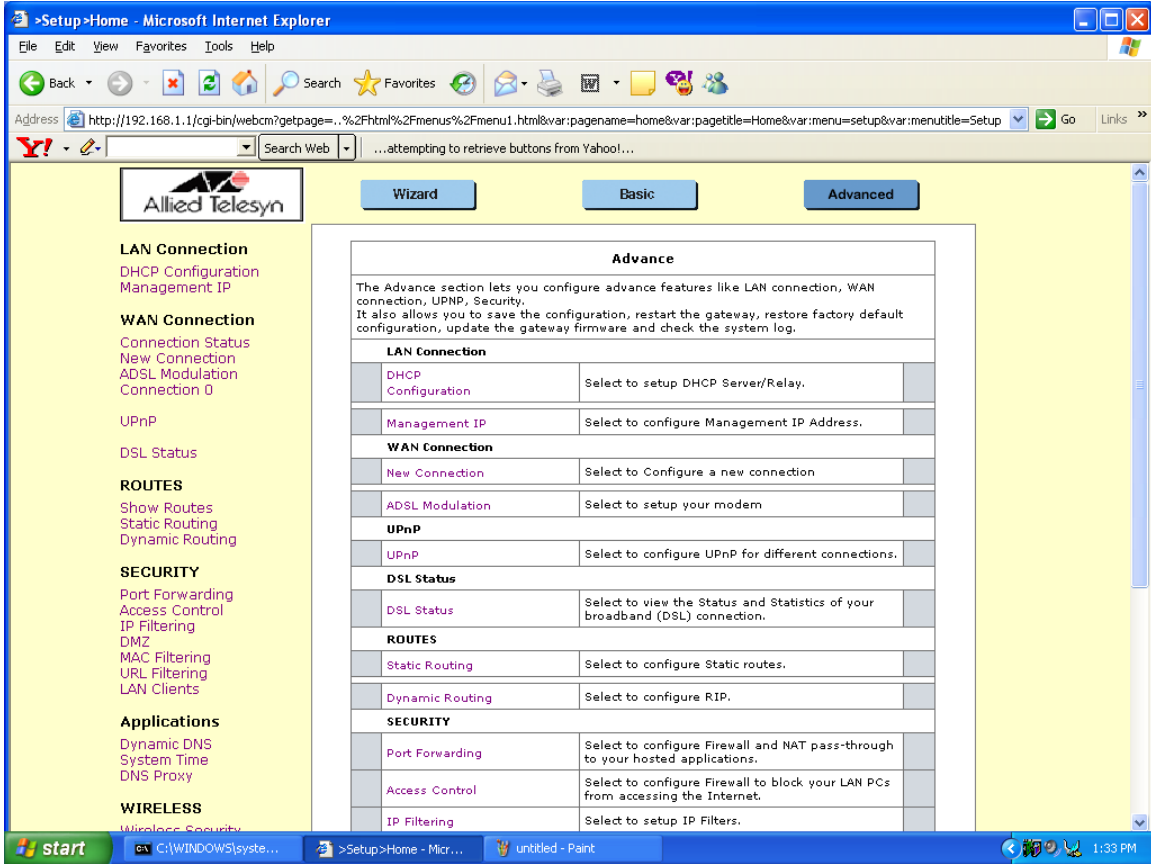 >Setup>Home - Microsoft Internet Explorer
File Edit View Favorites Tools Help
Back Search Favorites
Address http://192.168.1.1/cgi-bin/webcm?getpage=..%2Fhtml%2Fmenus%2Fmenu1.html&var:pagename=home&var:pagetitle=Home&var:menu=setup&var:menutitle=Setup Go Links »
Y! Search Web ...attempting to retrieve buttons from Yahoo!...
Allied Telesyn
Wizard Basic Advanced
LAN Connection
DHCP Configuration
Management IP
WAN Connection
Connection Status
New Connection
ADSL Modulation
Connection 0
UPnP
DSL Status
ROUTES
Show Routes
Static Routing
Dynamic Routing
SECURITY
Port Forwarding
Access Control
IP Filtering
DMZ
MAC Filtering
URL Filtering
LAN Clients
Applications
Dynamic DNS
System Time
DNS Proxy
WIRELESS
Wireless Security
Advance
The Advance section lets you configure advance features like LAN connection, WAN
connection, UPNP, Security.
It also allows you to save the configuration, restart the gateway, restore factory default
configuration, update the gateway firmware and check the system log.
LAN Connection
DHCP
Configuration
Select to setup DHCP Server/Relay.
Management IP
Select to configure Management IP Address.
WAN Connection
New Connection
Select to Configure a new connection
ADSL Modulation
Select to setup your modem
UPnP
UPnP
Select to configure UPnP for different connections.
DSL Status
DSL Status
Select to view the Status and Statistics of your
broadband (DSL) connection.
ROUTES
Static Routing
Select to configure Static routes.
Dynamic Routing
Select to configure RIP.
SECURITY
Port Forwarding
Select to configure Firewall and NAT pass-through
to your hosted applications.
Access Control
Select to configure Firewall to block your LAN PCs
from accessing the Internet.
IP Filtering
Select to setup IP Filters.
start C:\WINDOWS\syste... >Setup>Home - Micr... untitled - Paint 1:33 PM